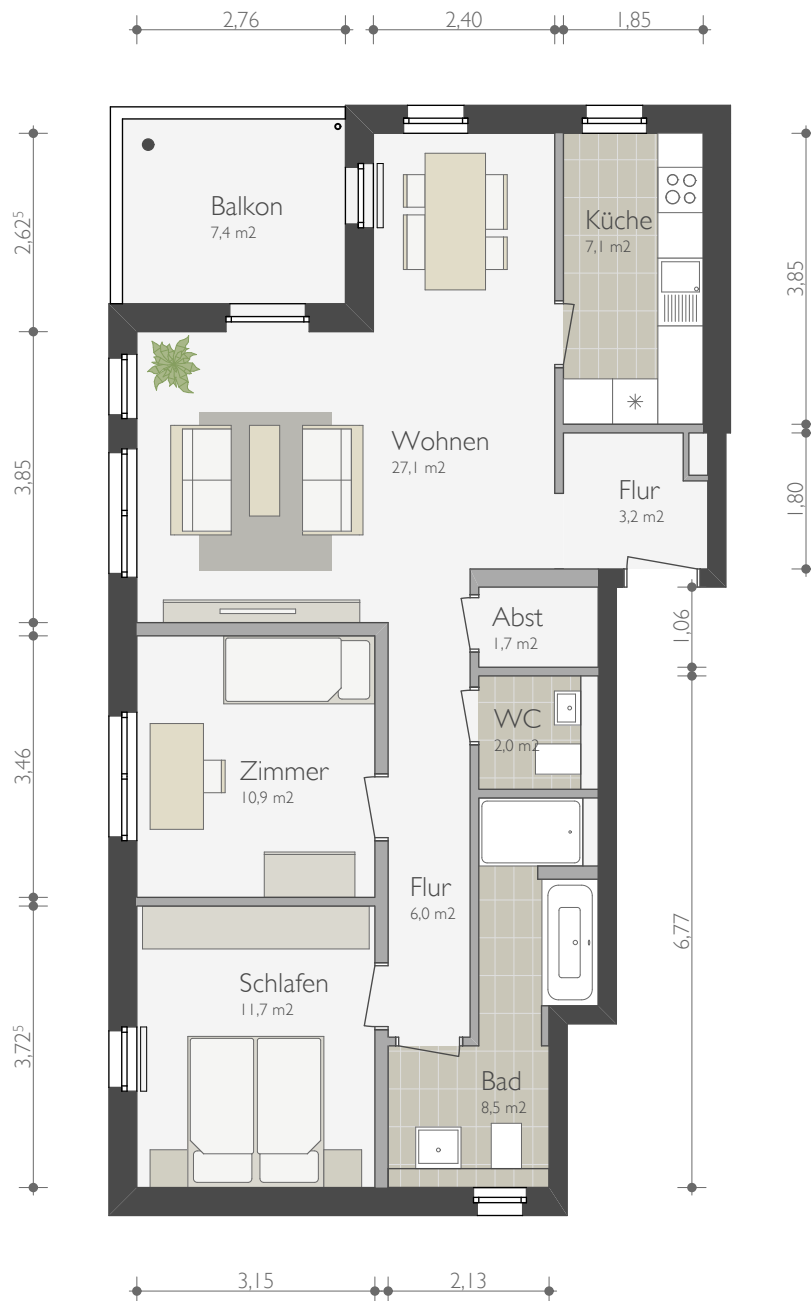 2,76
2,40
1,85
2,62⁵
Balkon
7,4 m2
Küche
7,1 m2
3,85
Wohnen
27,1 m2
3,85
Flur
3,2 m2
1,80
Abst
1,7 m2
1,06
WC
2,0 m2
3,46
Zimmer
10,9 m2
Flur
6,0 m2
6,77
Schlafen
11,7 m2
3,72⁵
Bad
8,5 m2
3,15
2,13